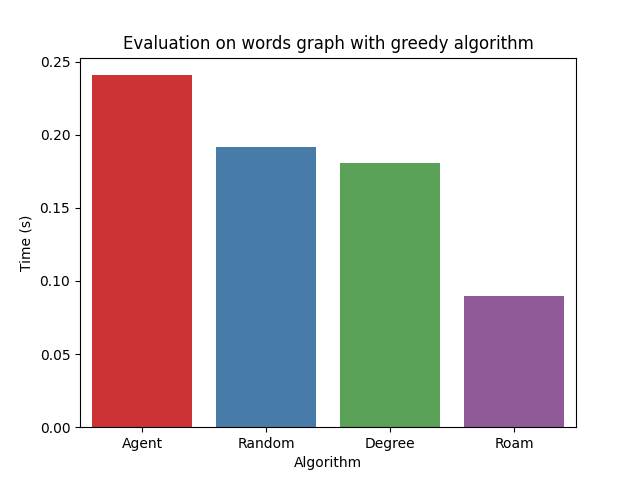 Evaluation on words graph with greedy algorithm
0.25
0.20
0.15
0.10
0.05
0.00
Time (s)
Agent Random Degree Roam
Algorithm